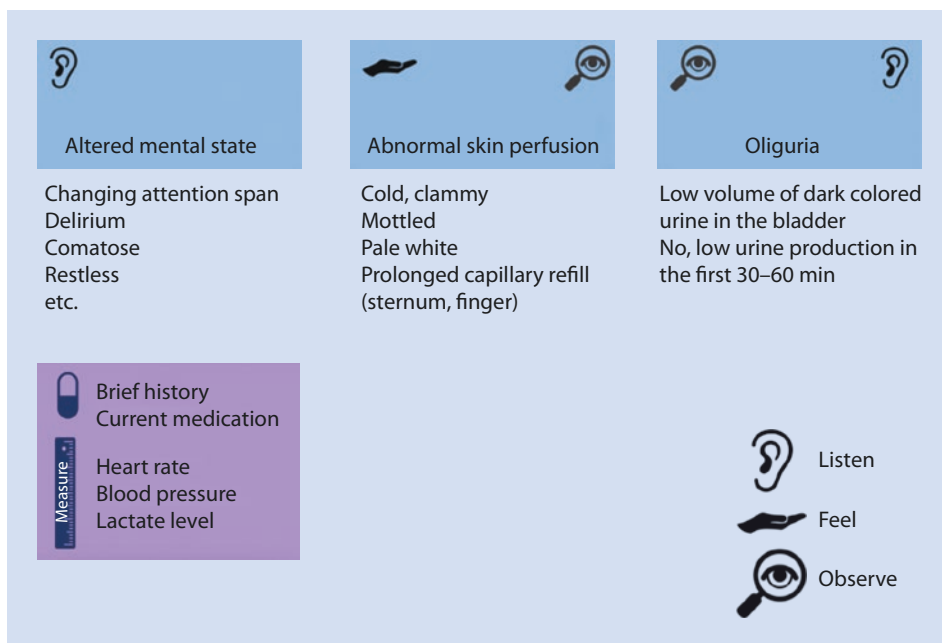 Altered mental state
Changing attention span
Delirium
Comatose
Restless
etc.
Abnormal skin perfusion
Cold, clammy
Mottled
Pale white
Prolonged capillary refill
(sternum, finger)
Oliguria
Low volume of dark colored
urine in the bladder
No, low urine production in
the first 30–60 min
Brief history
Current medication
Measure
Heart rate
Blood pressure
Lactate level
Listen
Feel
Observe